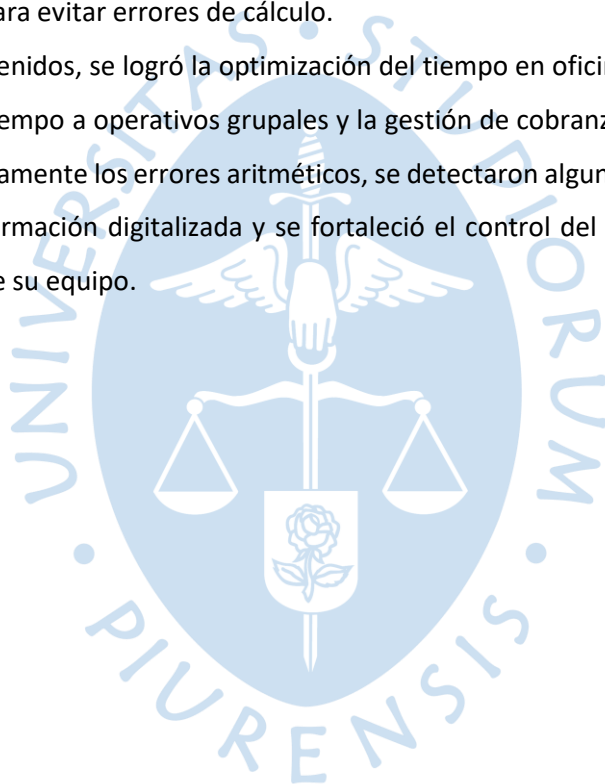 ara evitar errores de cálculo.
enidos, se logró la optimización del tiempo en oficin
empo a operativos grupales y la gestión de cobranz
amente los errores aritméticos, se detectaron algun
rmación digitalizada y se fortaleció el control del
e su equipo.
UNIVERSITAS • STUDIORUM • PIURENSIS •